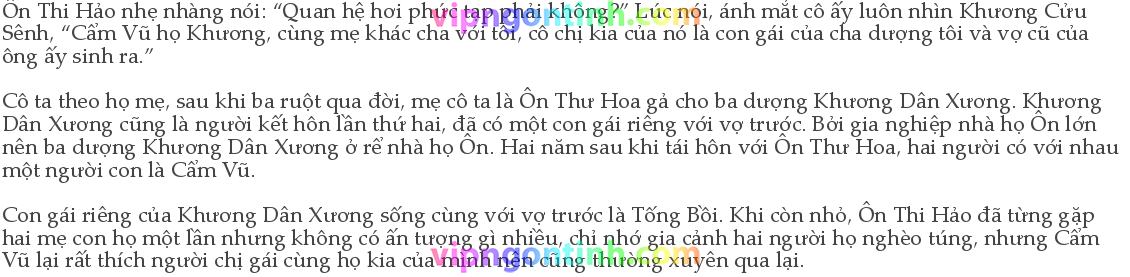 Ôn Thi Hảo nhẹ nhàng nói: “Quan hệ hơi phức tạp phải không?” Lúc nói, ánh mắt cô ấy luôn nhìn Khương Cửu
Sênh, “Cẩm Vũ họ Khương, cùng mẹ khác cha với tôi, cô chị kia của nó là con gái của cha dượng tôi và vợ cũ của
ông ấy sinh ra.”
Cô ta theo họ mẹ, sau khi ba ruột qua đời, mẹ cô ta là Ôn Thư Hoa gả cho ba dượng Khương Dân Xương. Khương
Dân Xương cũng là người kết hôn lần thứ hai, đã có một con gái riêng với vợ trước. Bởi gia nghiệp nhà họ Ôn lớn
nên ba dượng Khương Dân Xương ở rể nhà họ Ôn. Hai năm sau khi tái hôn với Ôn Thư Hoa, hai người có với nhau
một người con là Cẩm Vũ.
Con gái riêng của Khương Dân Xương sống cùng với vợ trước là Tống Bồi. Khi còn nhỏ, Ôn Thi Hảo đã từng gặp
hai mẹ con họ một lần nhưng không có ấn tượng gì nhiều, chỉ nhớ gia cảnh hai người họ nghèo túng, nhưng Cẩm
Vũ lại rất thích người chị gái cùng họ kia của mình nên cũng thường xuyên qua lại.
vipngontinh.com
vipngontinh.com